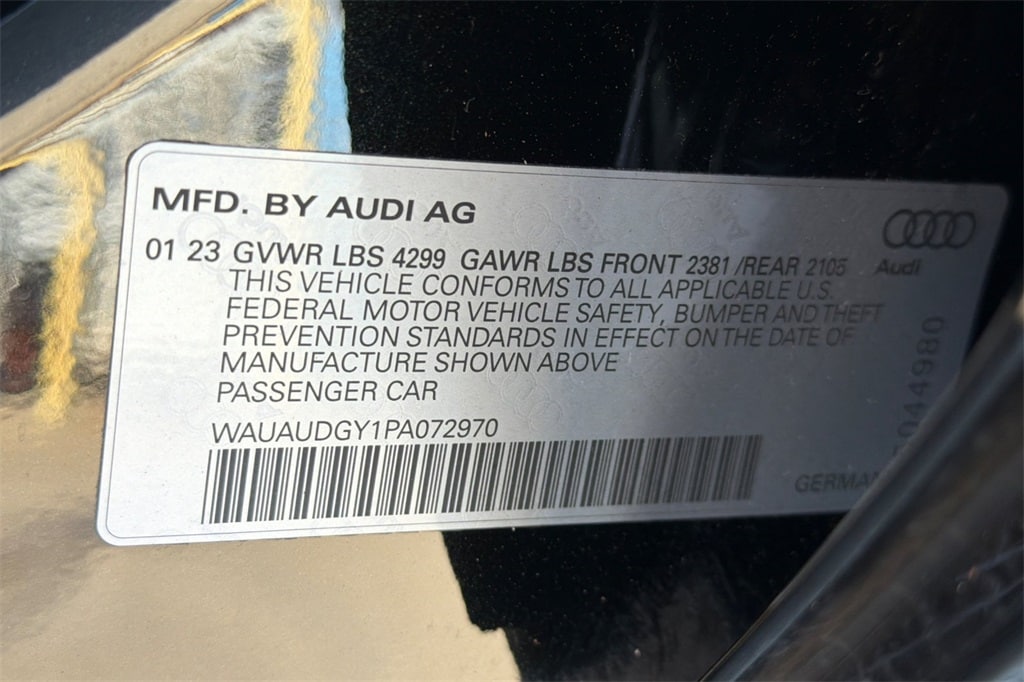 MFD. BY AUDI AG
01 23 GVWR LBS 4299 GAWR LBS FRONT 2381 /REAR 2105
Audi
THIS VEHICLE CONFORMS TO ALL APPLICABLE U.S.
FEDERAL MOTOR VEHICLE SAFETY, BUMPER AND THEFT
PREVENTION STANDARDS IN EFFECT ON THE DATE OF
MANUFACTURE SHOWN ABOVE
PASSENGER CAR
WAUAUDGY1PA072970